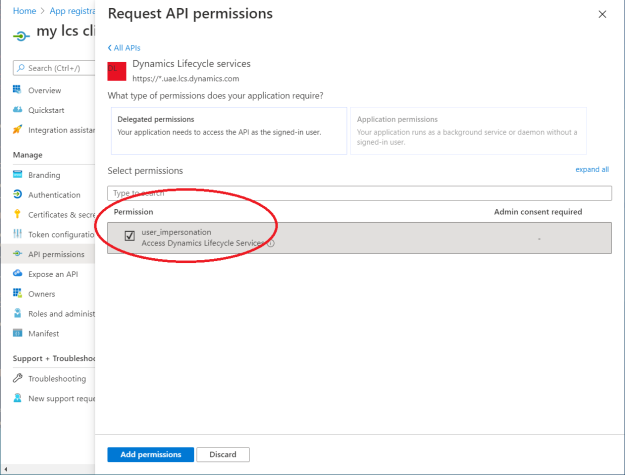 Home > App registra
my lcs cli
Search (Ctrl+/)
Overview
Quickstart
Integration assistar
Manage
Branding
Authentication
Certificates & secre
Token configuratio
API permissions
Expose an API
Owners
Roles and administ
Manifest
Support + Troubleshoo
Troubleshooting
New support reque
Request API permissions
All APIs
Dynamics Lifecycle services
https://*.uae.lcs.dynamics.com
What type of permissions does your application require?
Delegated permissions
Your application needs to access the API as the signed-in user.
Application permissions
Your application runs as a background service or daemon without a
signed-in user.
Select permissions
expand all
Type to search
Permission
Admin consent required
user_impersonation
Access Dynamics Lifecycle Services
-
Add permissions
Discard